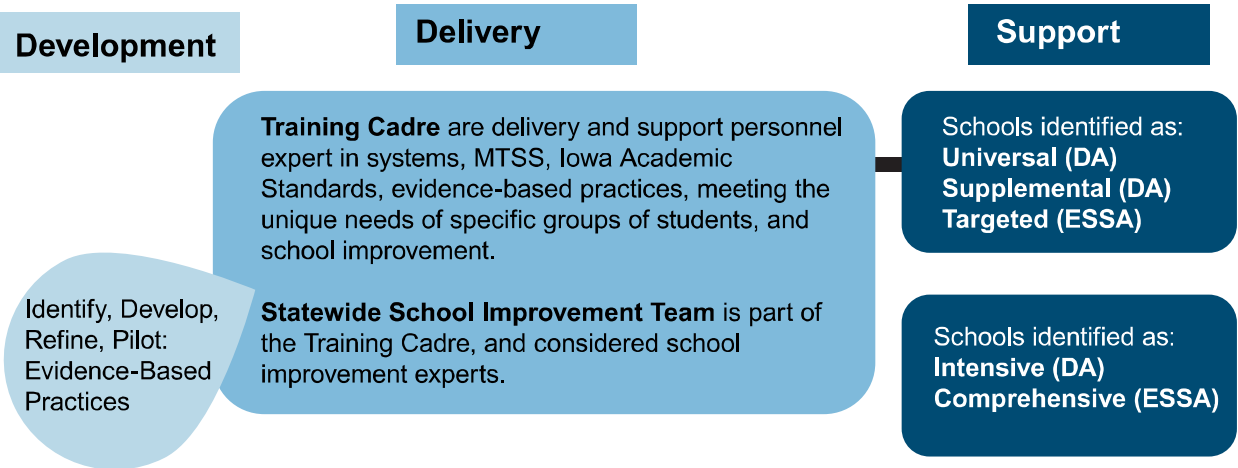 Development
Delivery
Support
Training Cadre are delivery and support personnel
expert in systems, MTSS, Iowa Academic
Standards, evidence-based practices, meeting the
unique needs of specific groups of students, and
school improvement.
Statewide School Improvement Team is part of
the Training Cadre, and considered school
improvement experts.
Identify, Develop,
Refine, Pilot:
Evidence-Based
Practices
Schools identified as:
Universal (DA)
Supplemental (DA)
Targeted (ESSA)
Schools identified as:
Intensive (DA)
Comprehensive (ESSA)